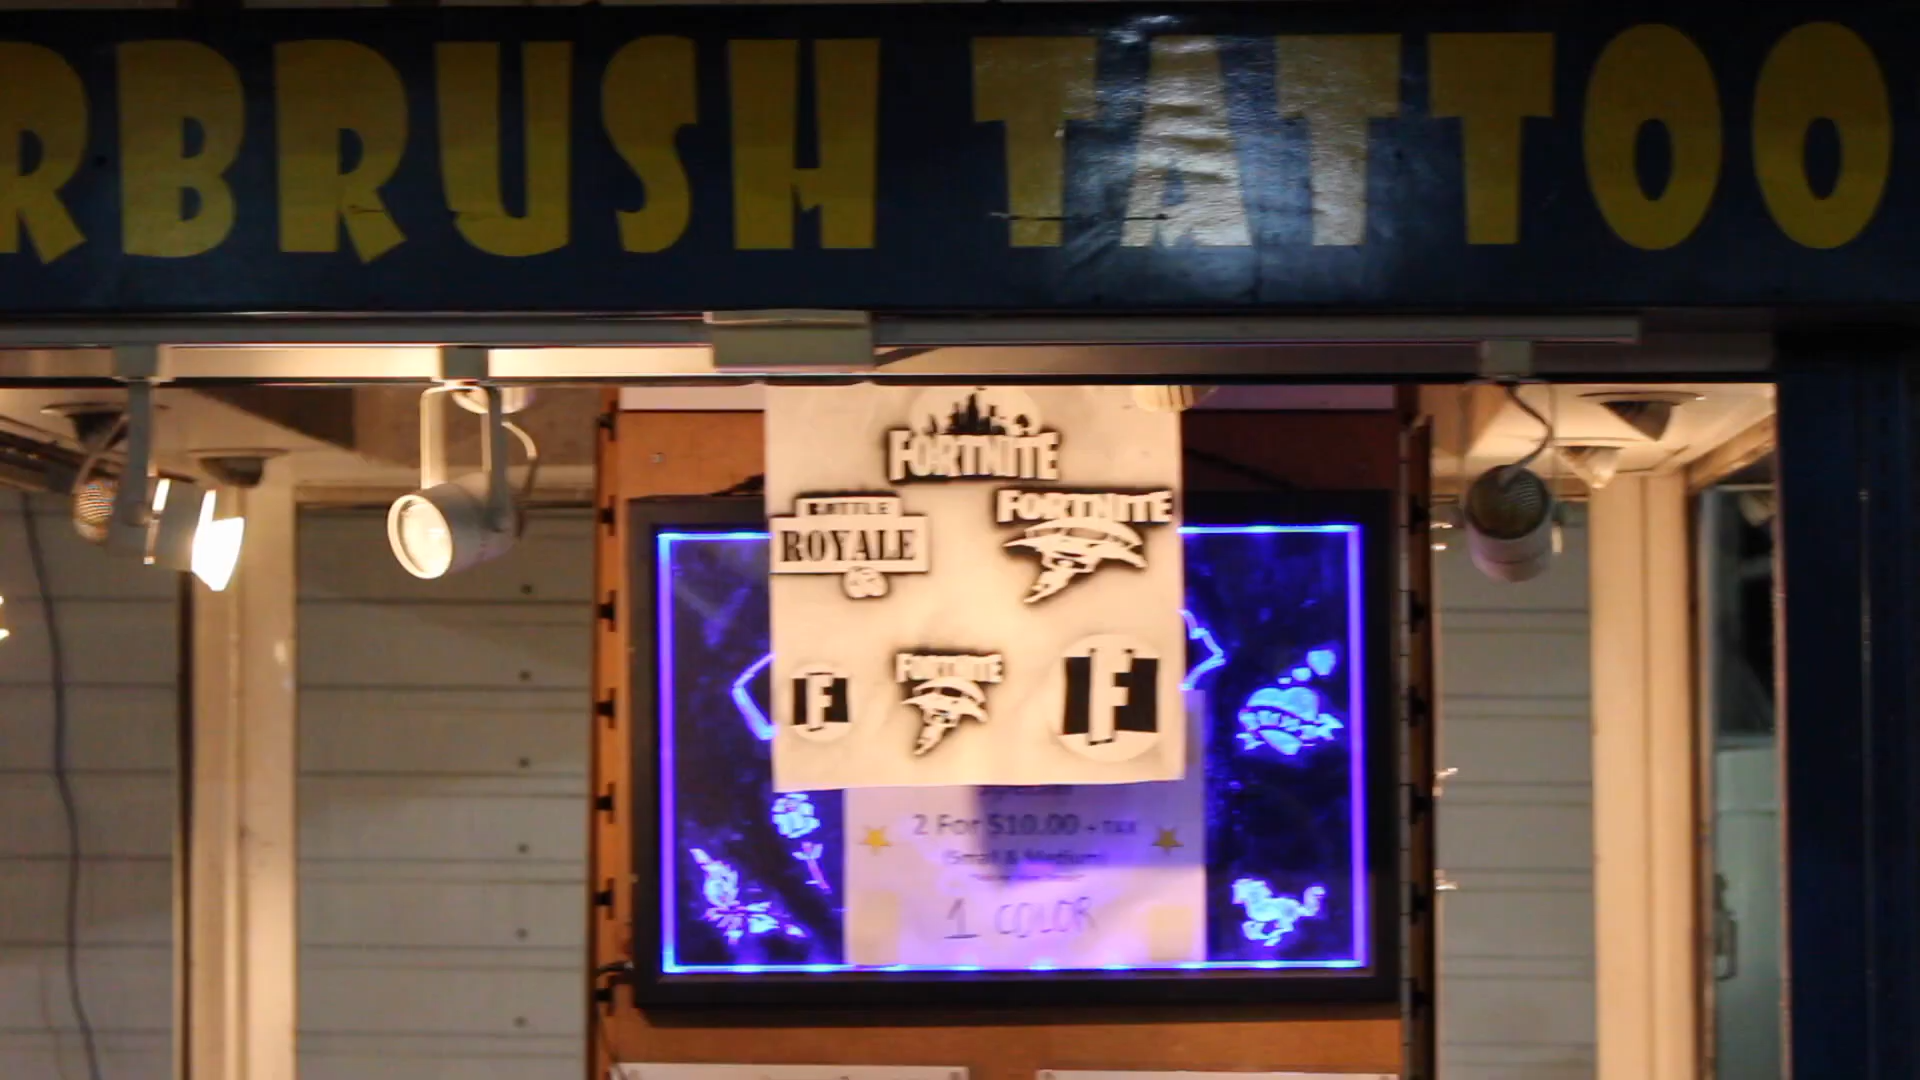 RBRUSH TATTOO
FORTNITE
BATTLE
ROYALE
FORTNITE
F
FORTNITE
F
2 For $10.00 + TAX
(Small & Medium)
1 COLOR